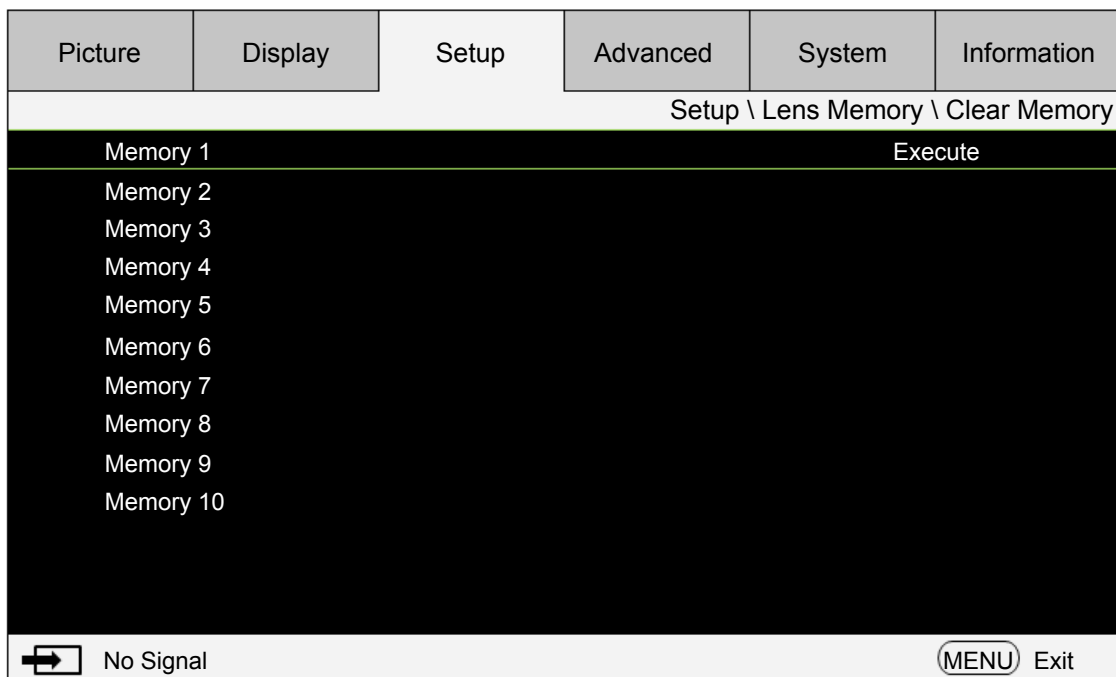 Picture Display Setup Advanced System Information
Setup \ Lens Memory \ Clear Memory
Memory 1 Execute
Memory 2
Memory 3
Memory 4
Memory 5
Memory 6
Memory 7
Memory 8
Memory 9
Memory 10
No Signal MENU Exit